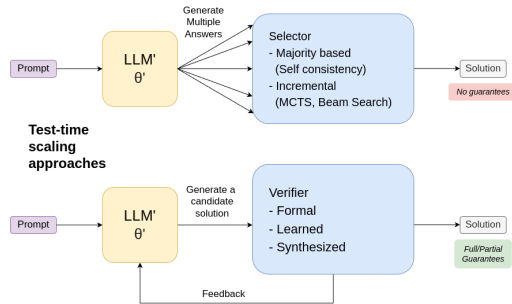 Generate
Multiple
Answers
Prompt
LLM'
θ'
Selector
- Majority based
(Self consistency)
- Incremental
(MCTS, Beam Search)
Solution
No guarantees
Test-time
scaling
approaches
Prompt
LLM'
θ'
Generate a
candidate
solution
Verifier
- Formal
- Learned
- Synthesized
Solution
Full/Partial
Guarantees
Feedback